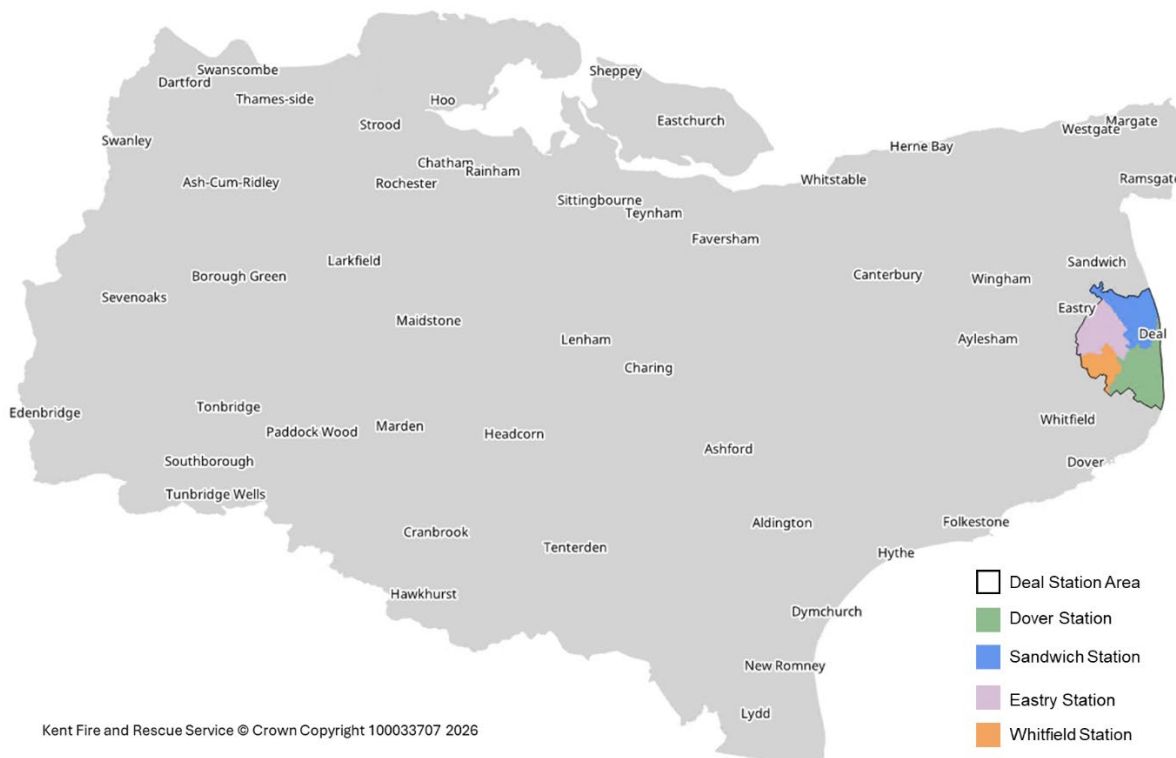 Swanscombe
Dartford
Thames-side
Hoo
Sheppey
Strood
Eastchurch
Swanley
Margate
Westgate
Herne Bay
Chatham
Rainham
Ash-Cum-Ridley
Rochester
Whitstable
Ramsgate
Sittingbourne
Teynham
Faversham
Larkfield
Borough Green
Sevenoaks
Canterbury
Wingham
Sandwich
Eastry
Maidstone
Lenham
Aylesham
Deal
Charing
Edenbridge
Tonbridge
Paddock Wood
Marden
Headcorn
Whitfield
Ashford
Southborough
Dover
Tunbridge Wells
Cranbrook
Tenterden
Aldington
Folkestone
Hythe
Hawkhurst
Dymchurch
New Romney
Lydd
Deal Station Area
Dover Station
Sandwich Station
Eastry Station
Whitfield Station
Kent Fire and Rescue Service © Crown Copyright 100033707 2026